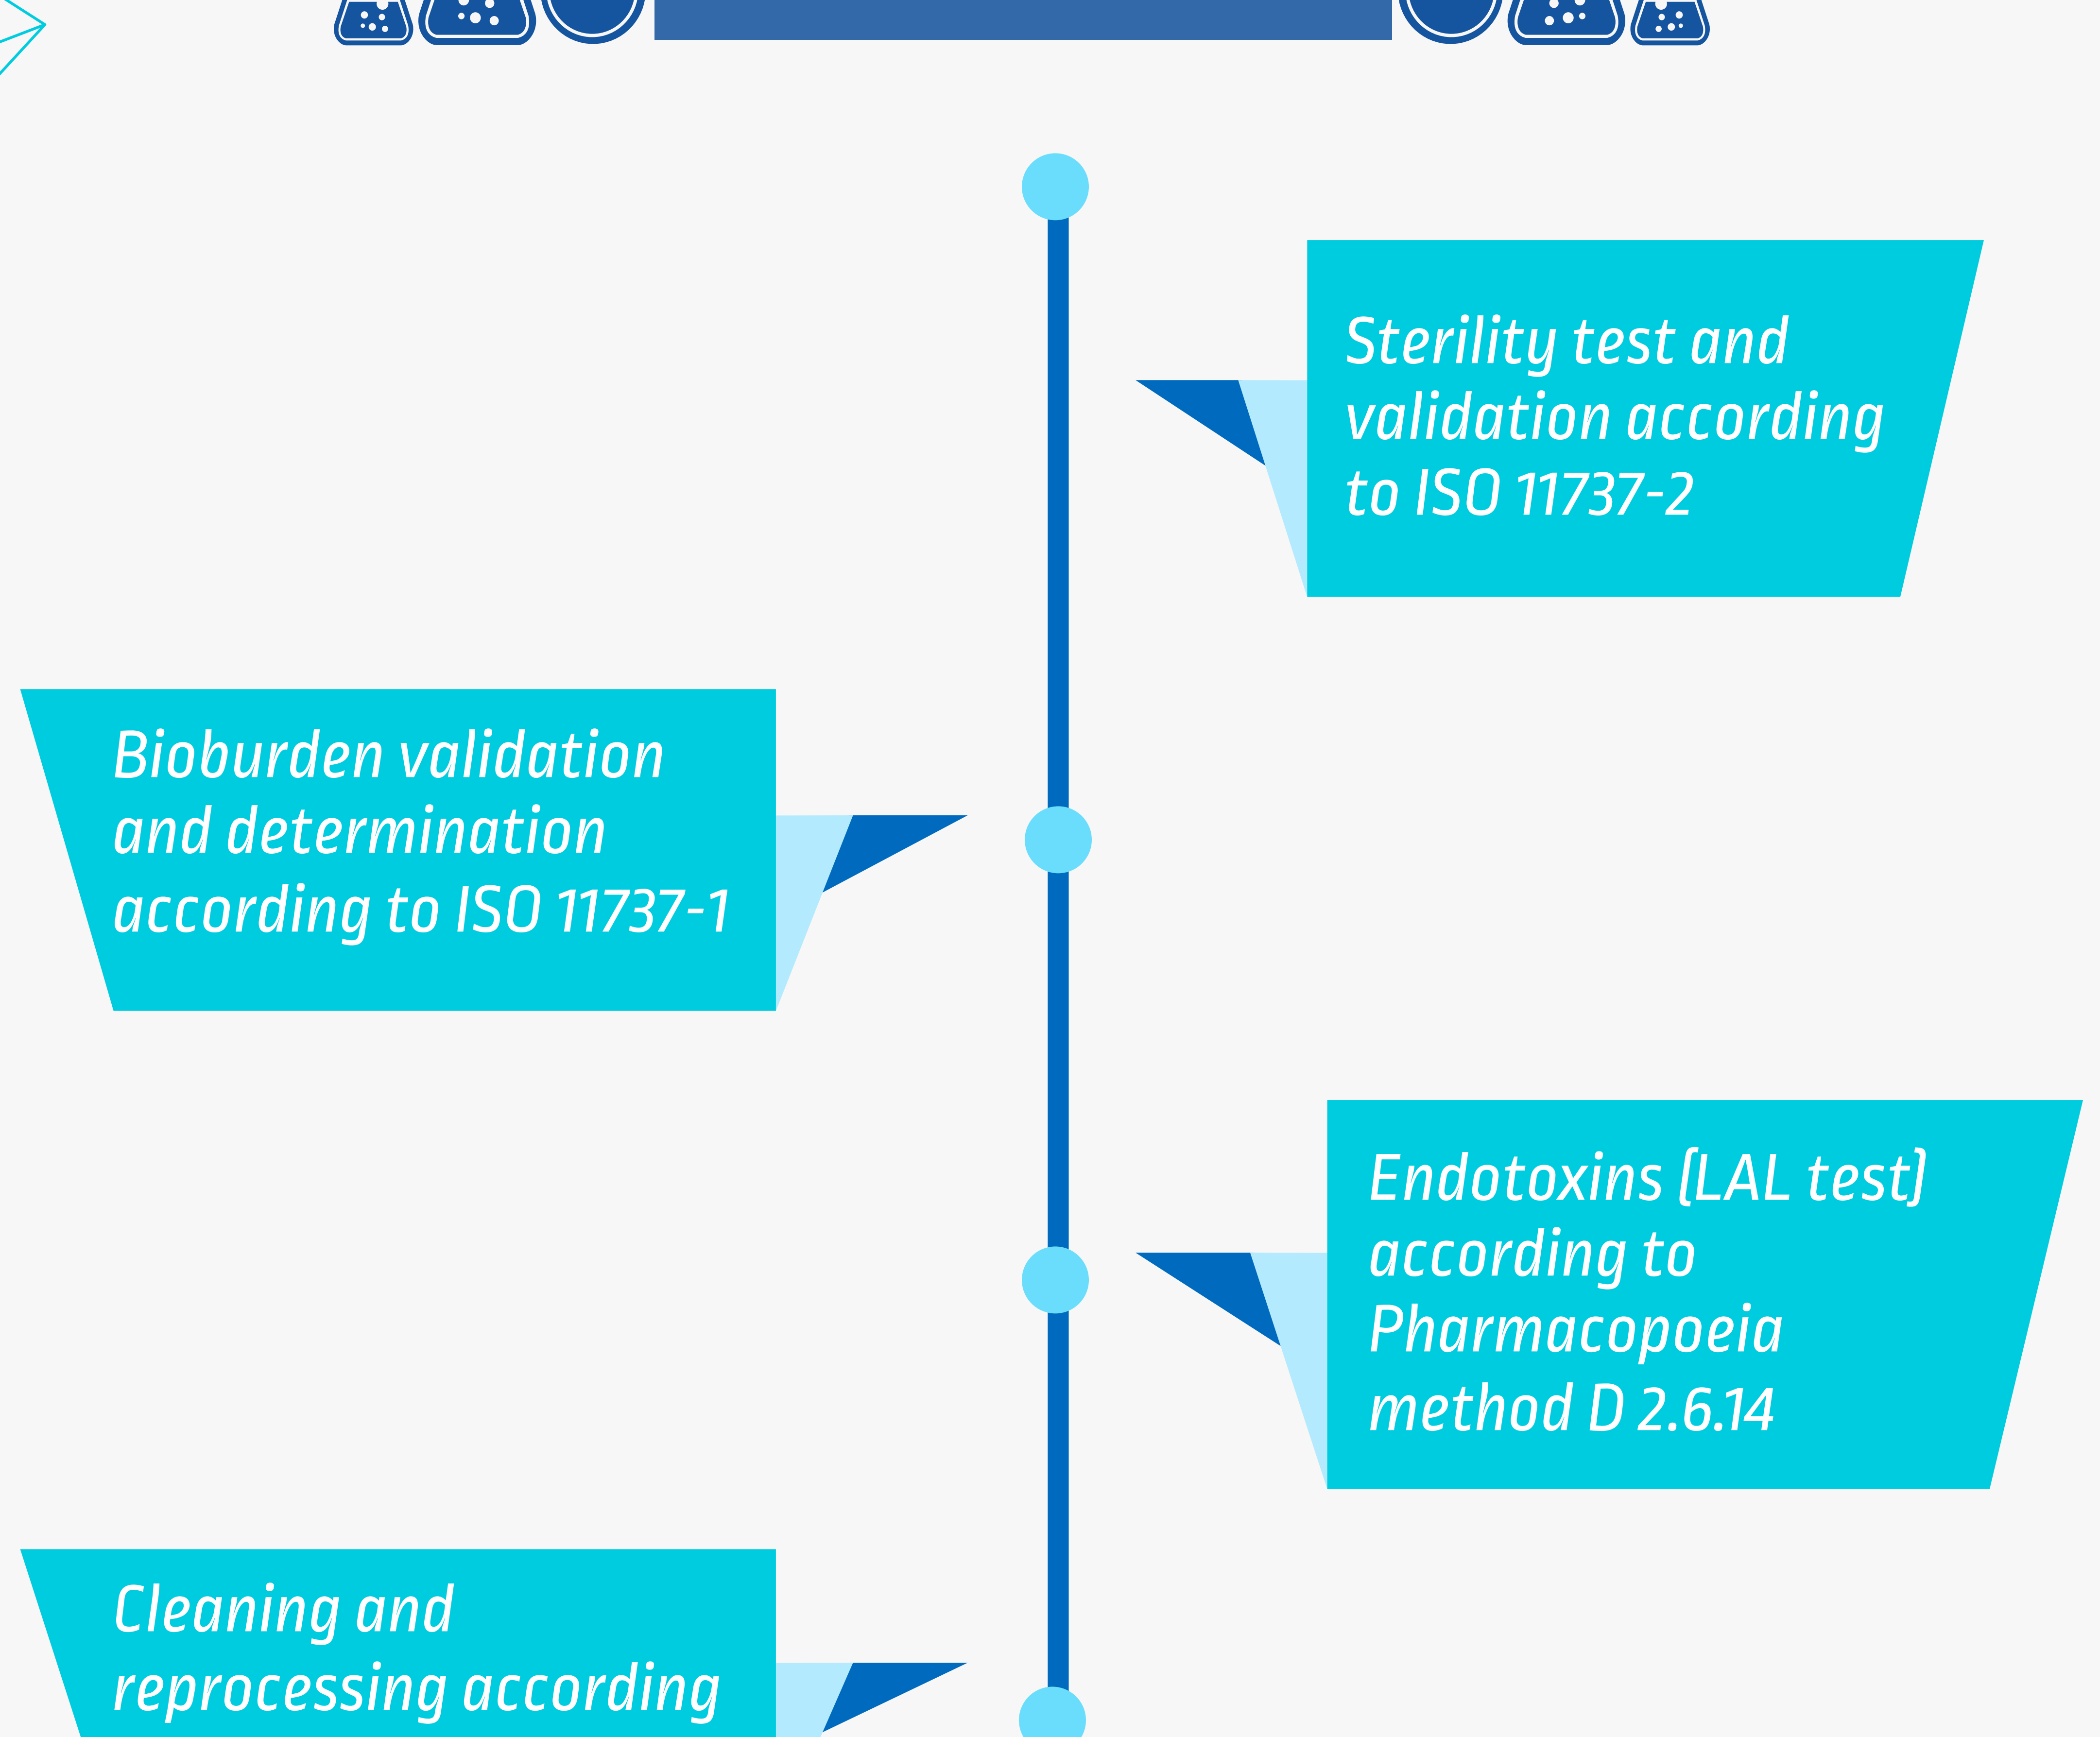 Sterility test and
validation according
to ISO 11737-2
Bioburden validation
and determination
according to ISO 11737-1
Endotoxins (LAL test)
according to
Pharmacopoeia
method D 2.6.14
Cleaning and
reprocessing according